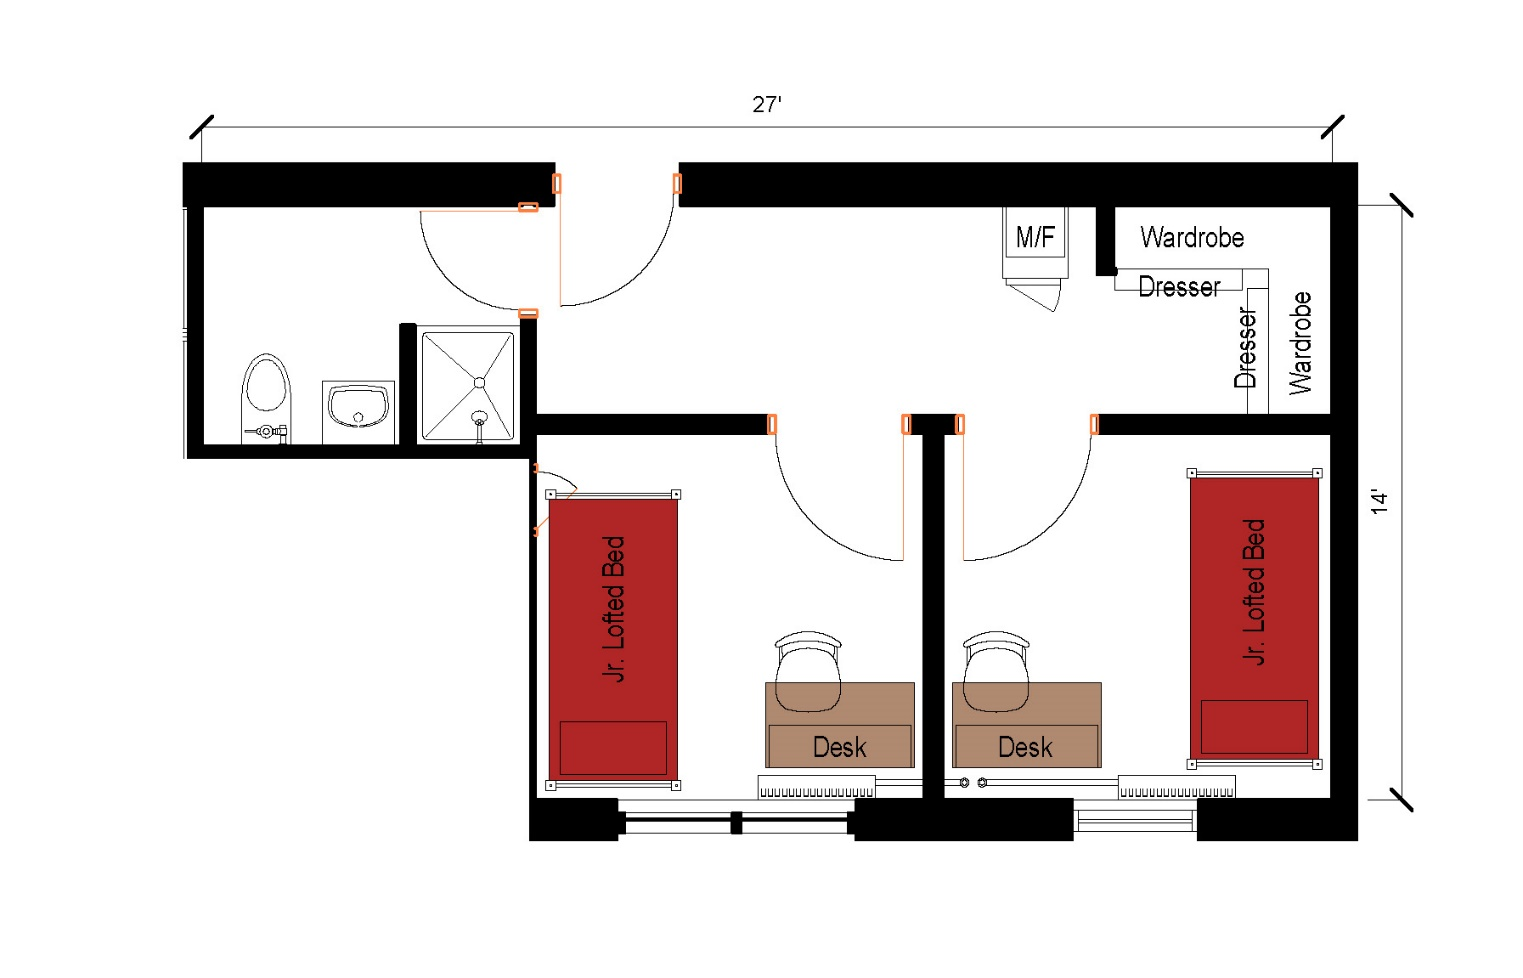 27'
M/F
Wardrobe
Dresser
Dresser
Wardrobe
14'
Jr. Lofted Bed
Jr. Lofted Bed
Desk
Desk